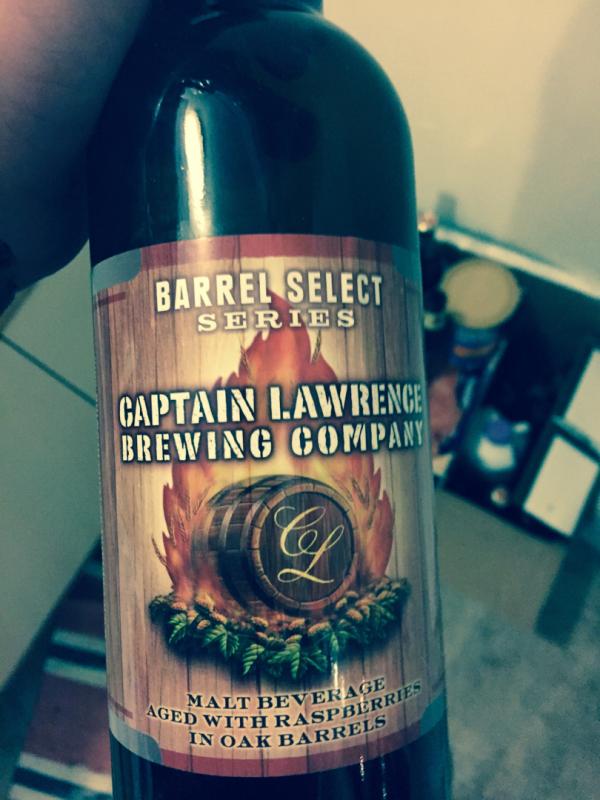 BARREL SELECT
SERIES
CAPTAIN LAWRENCE
BREWING COMPANY
CL
MALT BEVERAGE
AGED WITH RASPBERRIES
IN OAK BARRELS